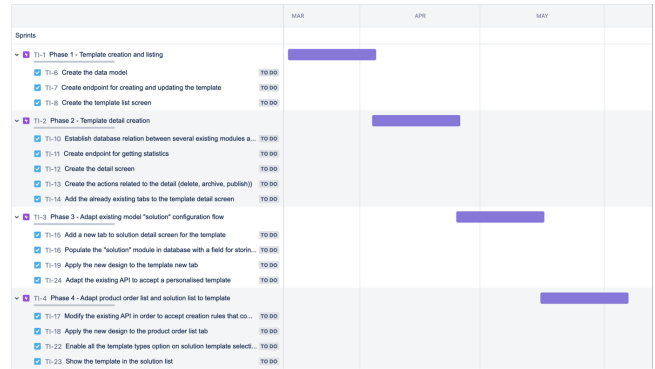 MAR APR MAY
Sprints
TI-1 Phase 1 - Template creation and listing
TI-6 Create the data model TO DO
TI-7 Create endpoint for creating and updating the template TO DO
TI-8 Create the template list screen TO DO
TI-2 Phase 2 - Template detail creation
TI-10 Establish database relation between several existing modules a... TO DO
TI-11 Create endpoint for getting statistics TO DO
TI-12 Create the detail screen TO DO
TI-13 Create the actions related to the detail (delete, archive, publish)) TO DO
TI-14 Add the already existing tabs to the template detail screen TO DO
TI-3 Phase 3 - Adapt existing model "solution" configuration flow
TI-15 Add a new tab to solution detail screen for the template TO DO
TI-16 Populate the "solution" module in database with a field for storin... TO DO
TI-19 Apply the new design to the template new tab TO DO
TI-24 Adapt the existing API to accept a personalised template TO DO
TI-4 Phase 4 - Adapt product order list and solution list to template
TI-17 Modify the existing API in order to accept creation rules that co... TO DO
TI-18 Apply the new design to the product order list tab TO DO
TI-22 Enable all the template types option on solution template selecti... TO DO
TI-23 Show the template in the solution list TO DO